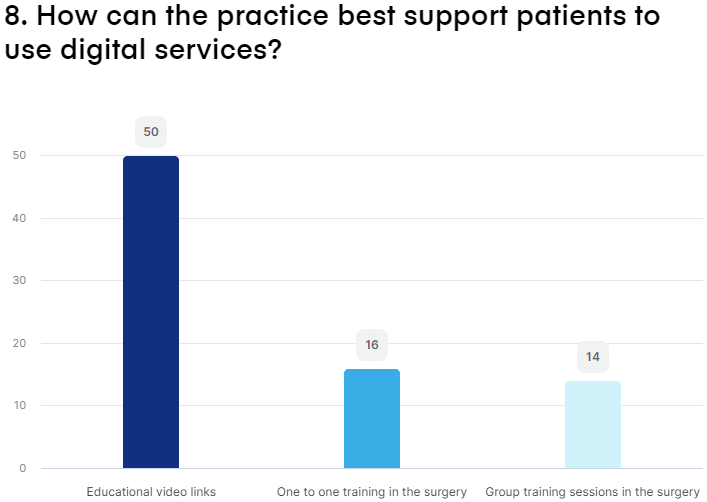 8. How can the practice best support patients to
use digital services?
50
50
40
30
20
16
14
10
0
Educational video links
One to one training in the surgery
Group training sessions in the surgery